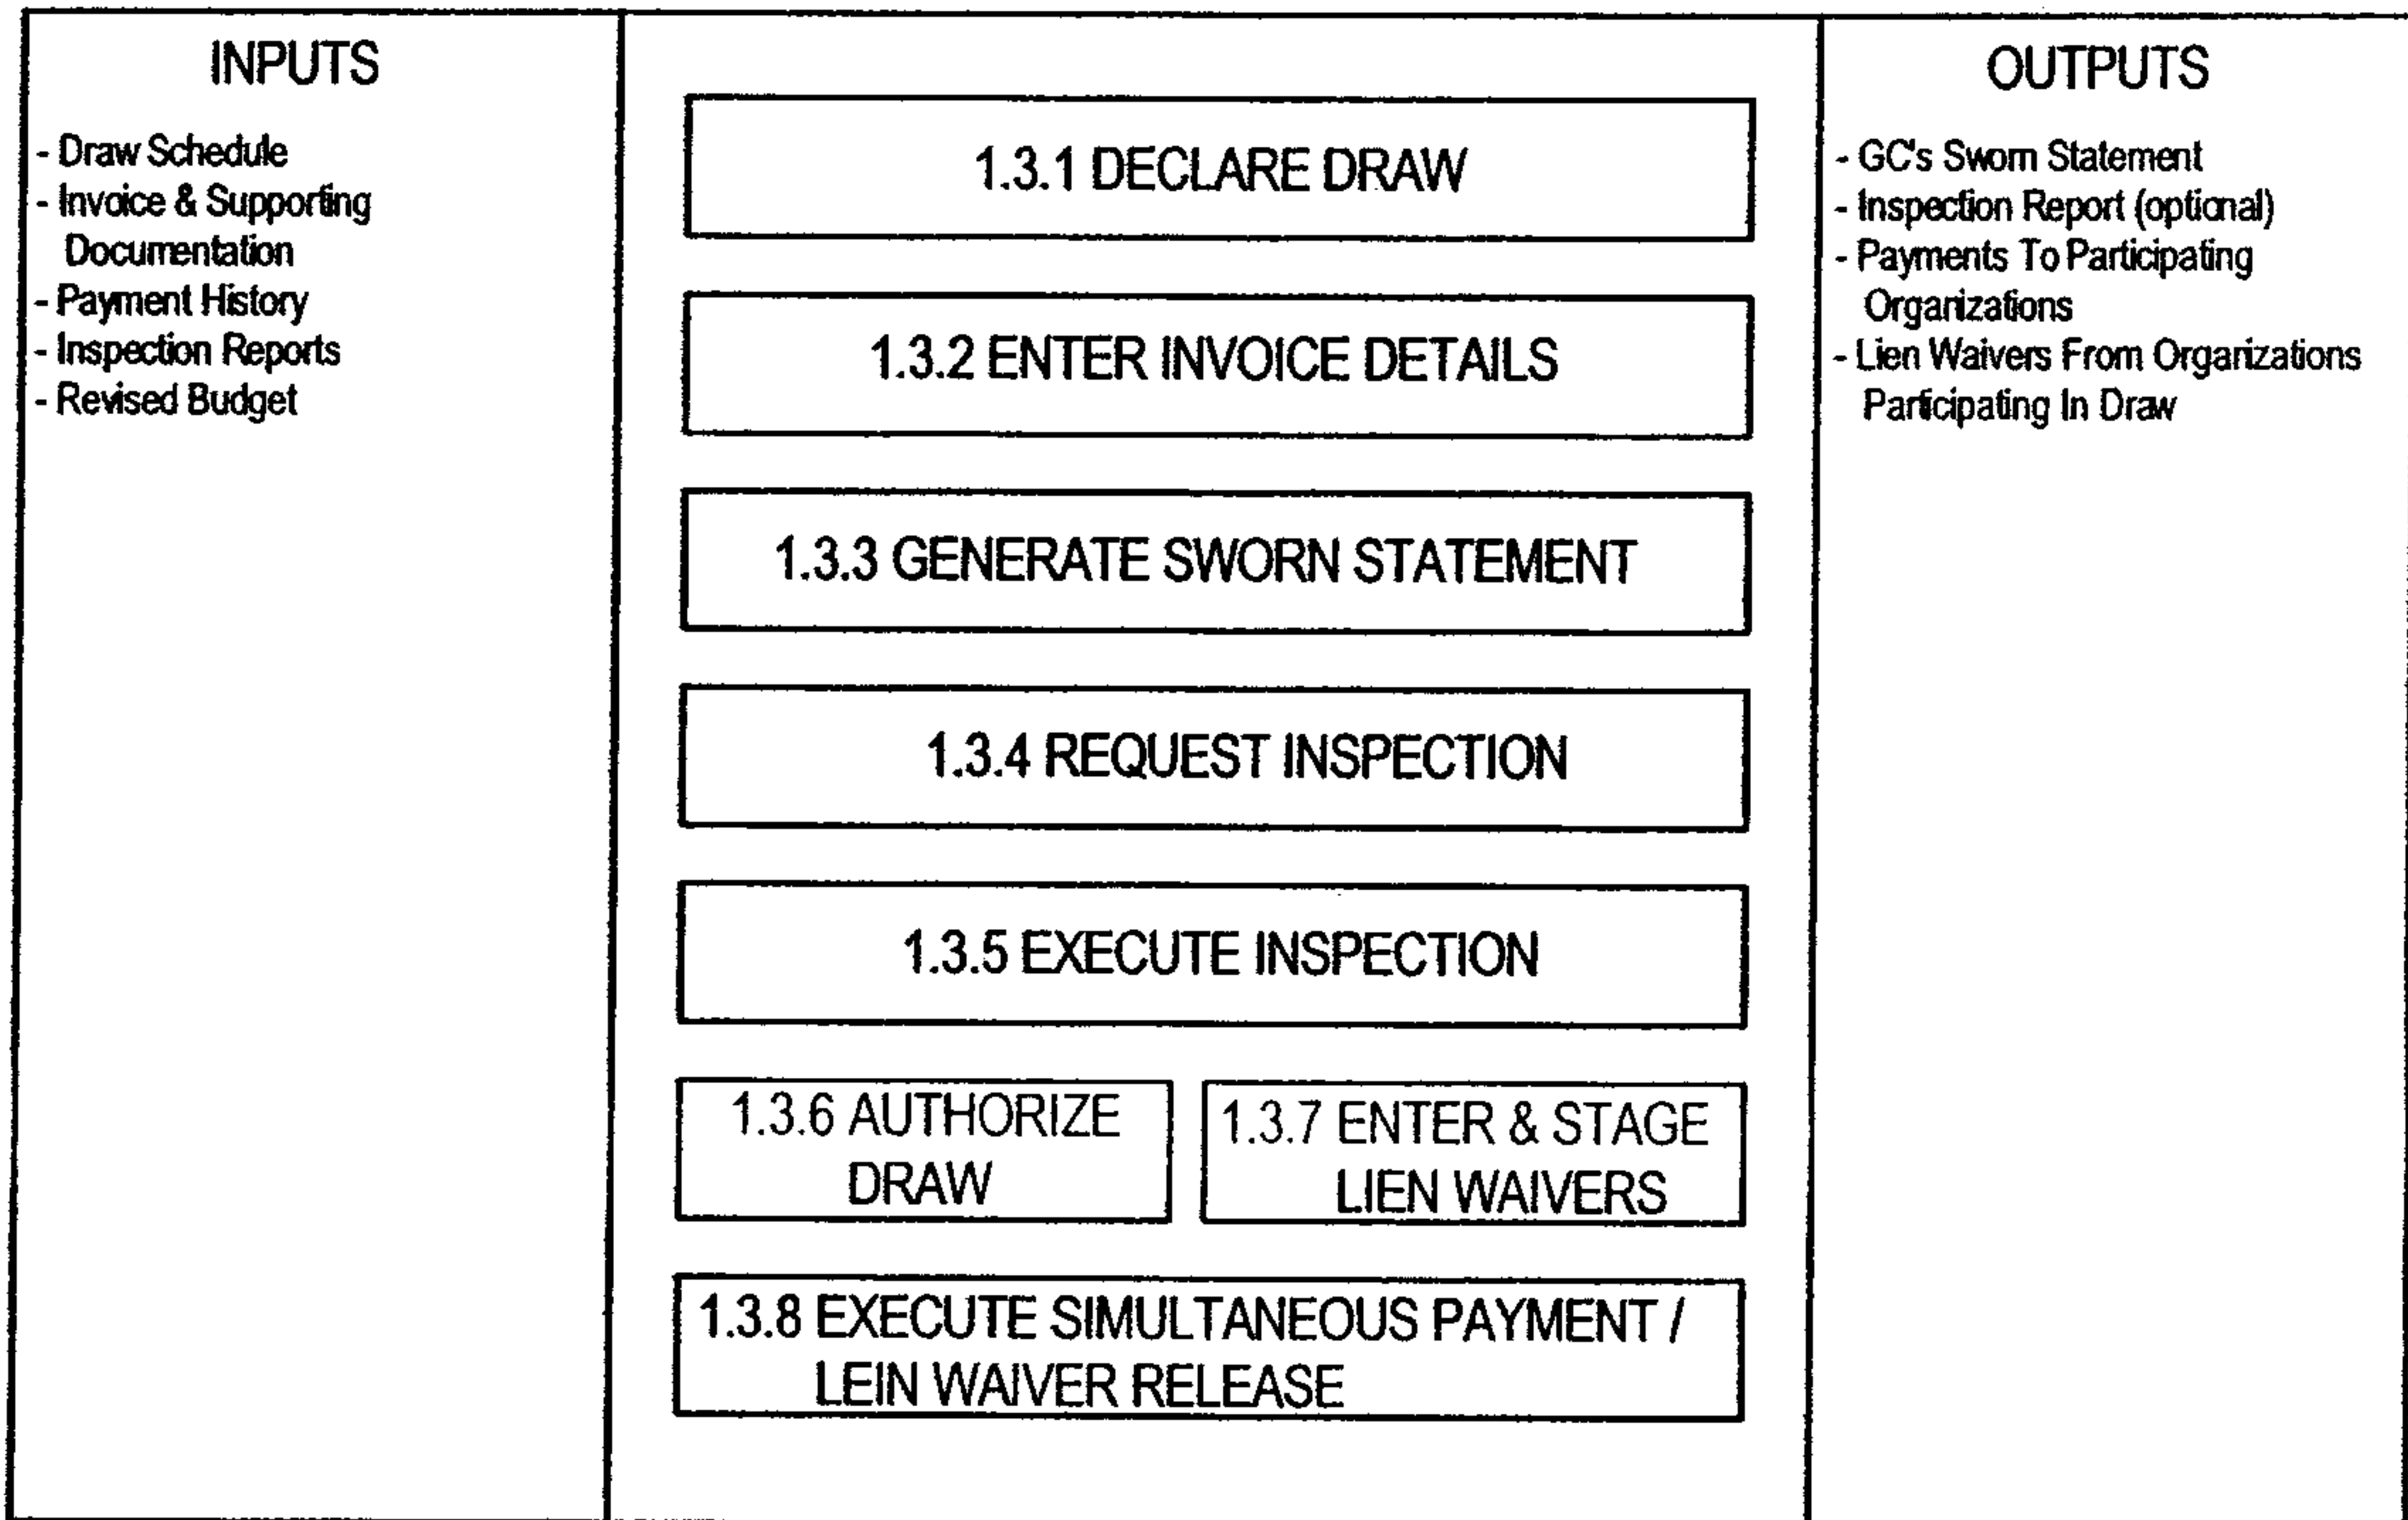 INPUTS
- Draw Schedule
- Invoice & Supporting
Documentation
- Payment History
- Inspection Reports
- Revised Budget
1.3.1 DECLARE DRAW
1.3.2 ENTER INVOICE DETAILS
1.3.3 GENERATE SWORN STATEMENT
1.3.4 REQUEST INSPECTION
1.3.5 EXECUTE INSPECTION
1.3.6 AUTHORIZE
DRAW
1.3.7 ENTER & STAGE
LIEN WAIVERS
1.3.8 EXECUTE SIMULTANEOUS PAYMENT /
LEIN WAIVER RELEASE
OUTPUTS
- GC's Sworn Statement
- Inspection Report (optional)
- Payments To Participating
Organizations
- Lien Waivers From Organizations
Participating In Draw